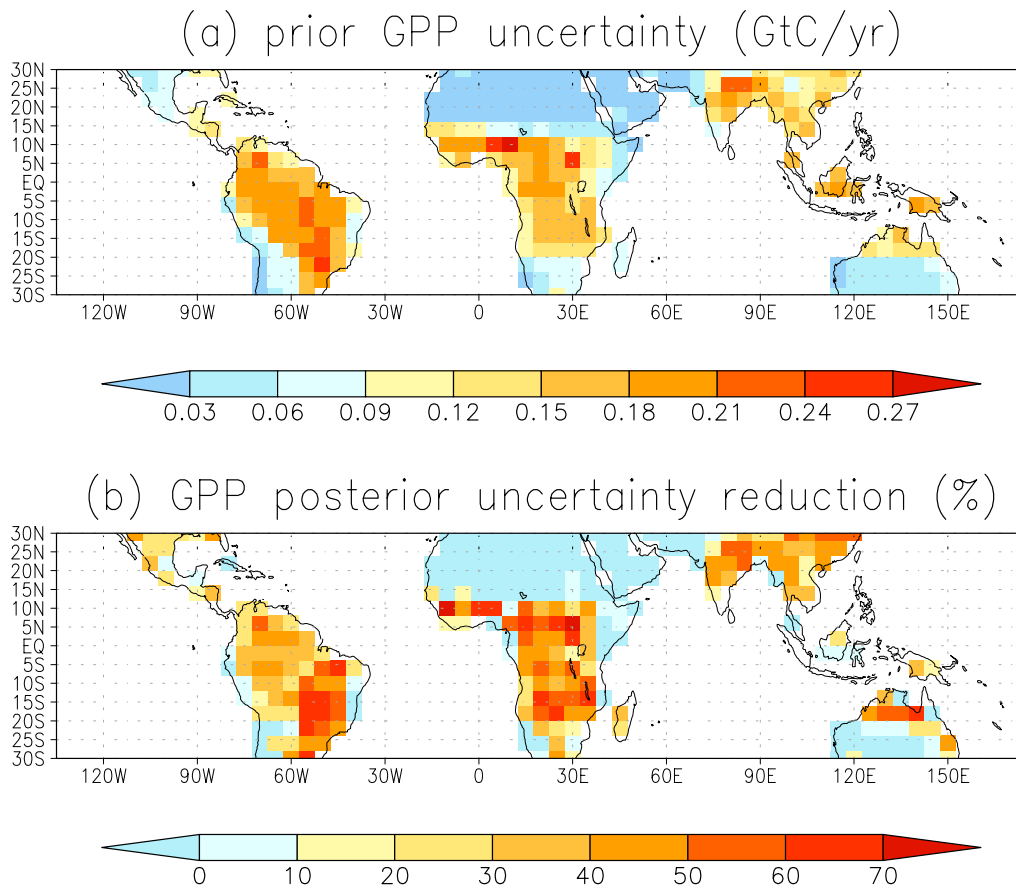 (a) prior GPP uncertainty (GtC/yr)
30N
25N
20N
15N
10N
5N
EQ
5S
10S
15S
20S
25S
30S
120W 90W 60W 30W 0 30E 60E 90E 120E 150E
0.03 0.06 0.09 0.12 0.15 0.18 0.21 0.24 0.27
(b) GPP posterior uncertainty reduction (%)
30N
25N
20N
15N
10N
5N
EQ
5S
10S
15S
20S
25S
30S
120W 90W 60W 30W 0 30E 60E 90E 120E 150E
0 10 20 30 40 50 60 70